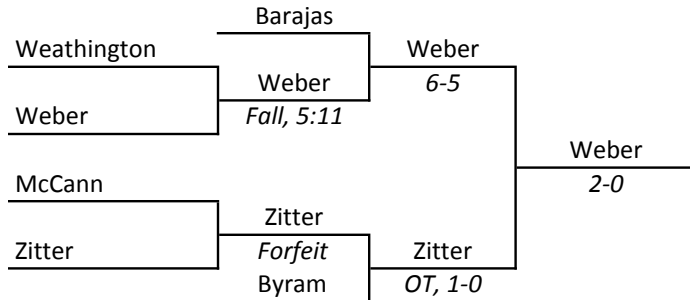 Barajas
Weathington
Weber
Weber
6-5
Weber
Fall, 5:11
Weber
2-0
McCann
Zitter
Forfeit
Zitter
Zitter
Byram
OT, 1-0